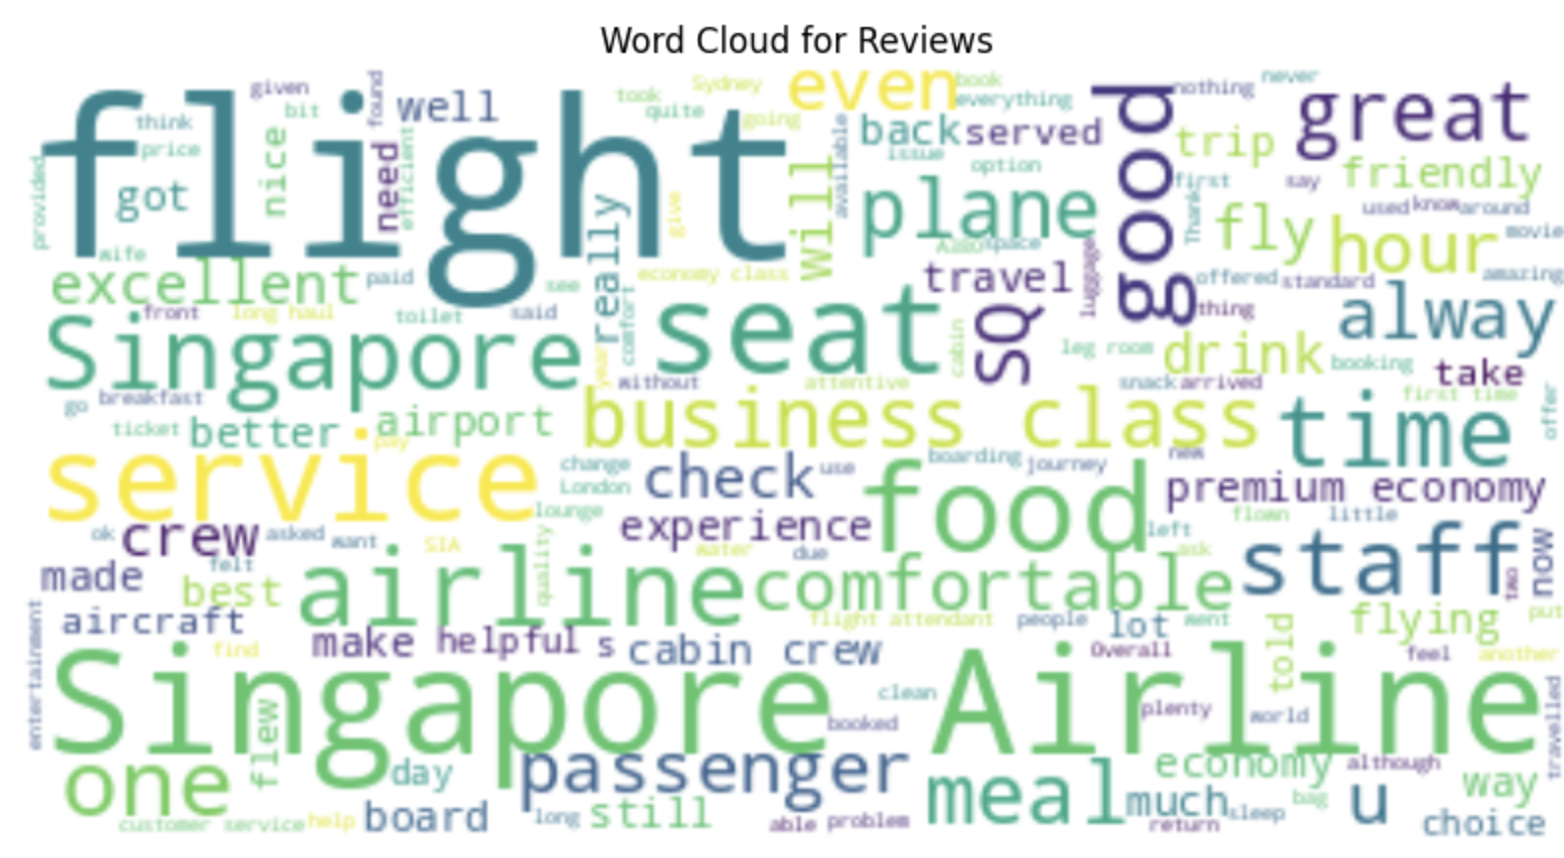 Word Cloud for Reviews
flight
given
found
well
took
Sydney
even
book
nothing
never
bit
think
quite
going
everything
good
great
price
nice
need
efficient
available
back
served
trip
issue
option
provided
got
really
give
will
plane
first
say
friendly
Thank
used
know
around
fly
hour
movie
wife
Also
space
luggage
excellent
paid
economy class
see
travel
offered
standard
amazing
front
long haul
toilet
said
comfort
seat
SQ
thing
alway
Singapore
cabin
leg room
drink
booking
take
year
without
attentive
snack
arrived
first time
go
breakfast
business class
time
offer
ticket
better
airport
pay
service
change
London
check
use
boarding
journey
new
food
premium economy
lounge
experience
left
flown
little
ok
crew
asked
want
SIA
water
due
ask
staff
now
two
made
felt
best
airline
quality
comfortable
aircraft
flight attendant
people
lot
went
told
flying
put
entertainment
find
make
helpful
s
cabin crew
Overall
feel
another
Singapore Airline
clean
booked
plenty
world
travelled
one
flew
day
passenger
meal
economy
although
way
customer service
help
board
long
still
able
problem
much
return
sleep
bag
u
choice